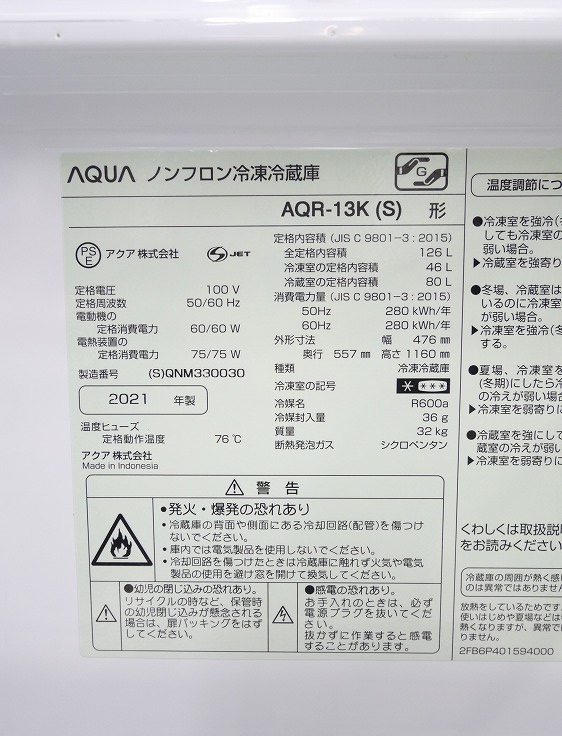 AQUA ノンフロン冷凍冷蔵庫
G
AQR-13K (S) 形
PS
E
アクア 株式会社
S JET
定格電圧 100 V
定格周波数 50/60 Hz
電動機の
定格消費電力 60/60 W
電熱装置の
定格消費電力 75/75 W
製造番号 (S)QNM330030
2021 年製
温度ヒューズ
定格動作温度 76 ℃
アクア 株式会社
Made in Indonesia
定格内容積 (JIS C 9801-3 : 2015)
全定格内容積 126 L
冷凍室の定格内容積 46 L
冷蔵室の定格内容積 80 L
消費電力量 (JIS C 9801-3 : 2015)
50Hz 280 kWh/年
60Hz 280 kWh/年
外形寸法 幅 476 ㎜
奥行 557 ㎜ 高さ 1160 ㎜
種類 冷凍冷蔵庫
冷凍室の記号
冷媒名 R600a
冷媒封入量 36 g
質量 32 kg
断熱発泡ガス シクロペンタン
警 告
•発火・爆発の恐れあり
•冷蔵庫の背面や側面にある冷却回路(配管)を傷つけ
ないでください。
•庫内では電気製品を使用しないでください。
•冷却回路を傷つけたときは冷蔵庫に触れず火気や電気
製品の使用を避け窓を開けて換気してください。
●幼児の閉じ込みの恐れあり。
リサイクルの時など、保管時
の幼児閉じ込みが懸念される
場合は、扉パッキングをはず
してください。
●感電の恐れあり。
お手入れのときは、必ず
電源プラグを抜いてくだ
さい。
抜かずに作業すると感電
することがあります。
温度調節につ
●冷凍室を強冷(
しても冷凍室の
弱い場合。
▶冷蔵室を強寄り
●冬場、冷蔵室は
いるのに冷凍室
が弱い場合。
▶冷凍室を強冷(冬
する。
●夏場、冷凍室を
(冬期)にしたら冷
の冷えが弱い場合
▶冷凍室を弱寄りに
●冷蔵室を強にして
蔵室の冷えが弱い
▶冷蔵室を弱寄りに
くわしくは取扱説明
をお読みください
冷蔵庫の周囲が熱く感じ
のは異常ではありません
放熱をしているためです
使いはじめや夏場などは
熱くなりますが、異常で
りません。
2FB6P401594000